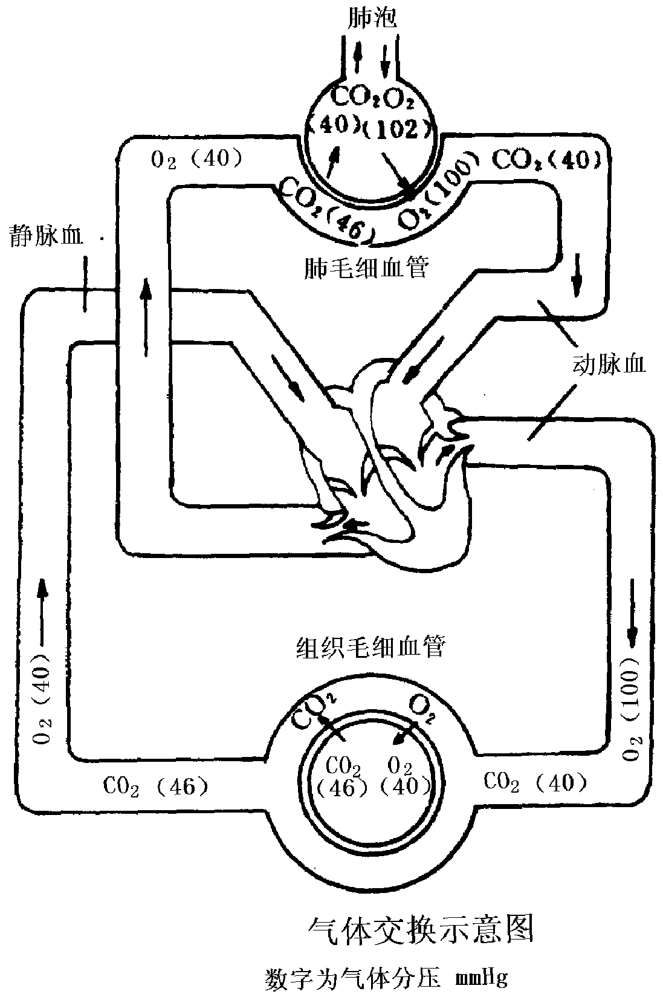 肺泡
CO₂ O₂
(40) (102)
O₂ (40)
CO₂ (46)
O₂ (100)
CO₂ (40)
静脉血
肺毛细血管
动脉血
组织毛细血管
CO₂
O₂
O₂ (40)
O₂ (100)
CO₂ O₂
(46) (40)
CO₂ (46)
CO₂ (40)
气体交换示意图
数字为气体分压 mmHg